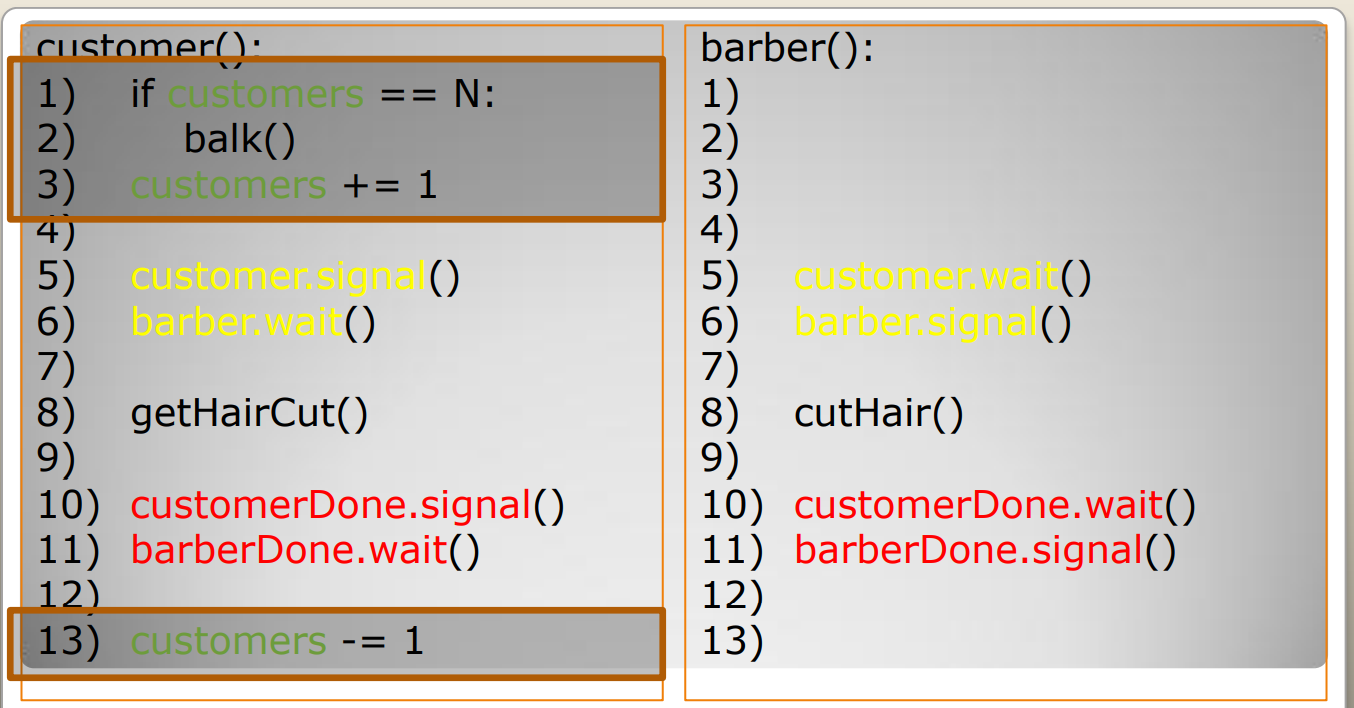 customer():
1) if customers == N:
2) balk()
3) customers += 1
4)
5) customer.signal()
6) barber.wait()
7)
8) getHairCut()
9)
10) customerDone.signal()
11) barberDone.wait()
12)
13) customers -= 1
barber():
1)
2)
3)
4)
5) customer.wait()
6) barber.signal()
7)
8) cutHair()
9)
10) customerDone.wait()
11) barberDone.signal()
12)
13)